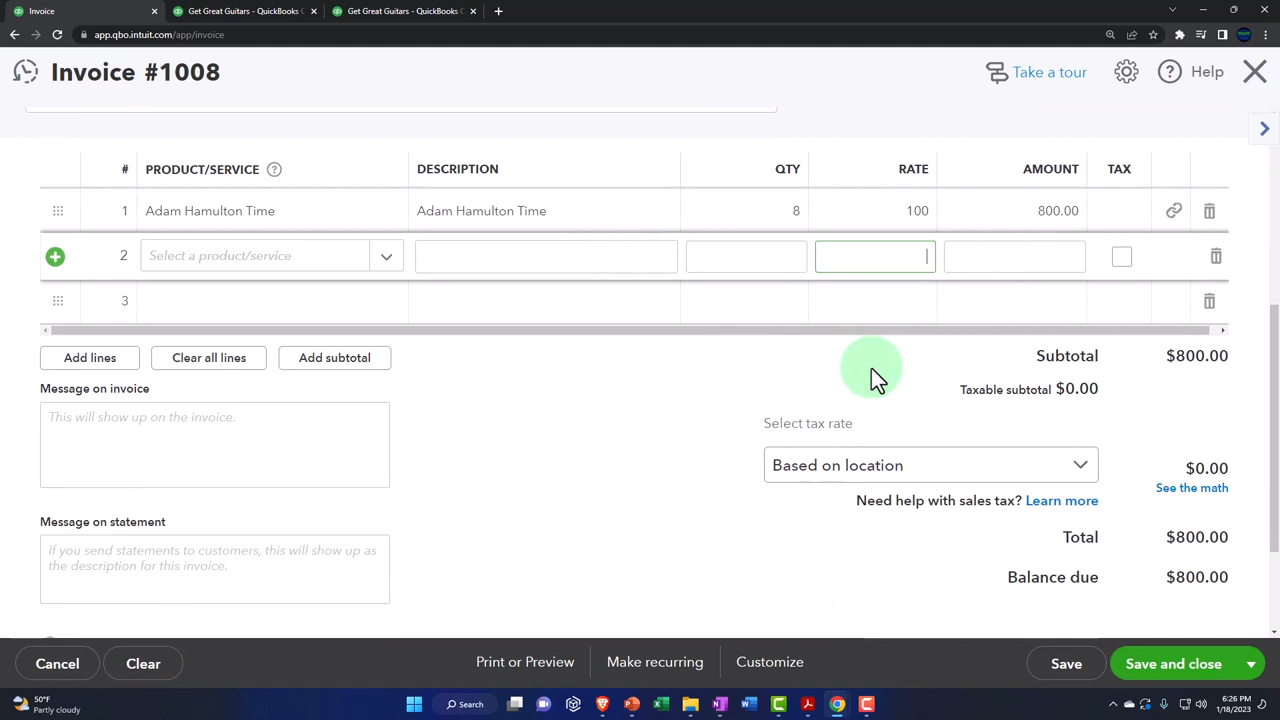 Invoice
Get Great Guitars - QuickBooks C
Get Great Guitars - QuickBooks C
app.qbo.intuit.com/app/invoice
Invoice #1008
Take a tour
Help
# PRODUCT/SERVICE DESCRIPTION QTY RATE AMOUNT TAX
1 Adam Hamulton Time Adam Hamulton Time 8 100 800.00
2 Select a product/service
3
Add lines Clear all lines Add subtotal
Subtotal $800.00
Message on invoice
Taxable subtotal $0.00
This will show up on the invoice.
Select tax rate
Based on location
$0.00
See the math
Need help with sales tax? Learn more
Message on statement
Total $800.00
If you send statements to customers, this will show up as
the description for this invoice.
Balance due $800.00
Cancel Clear Print or Preview Make recurring Customize Save Save and close
50°F
Partly cloudy
Search
6:26 PM
1/18/2023